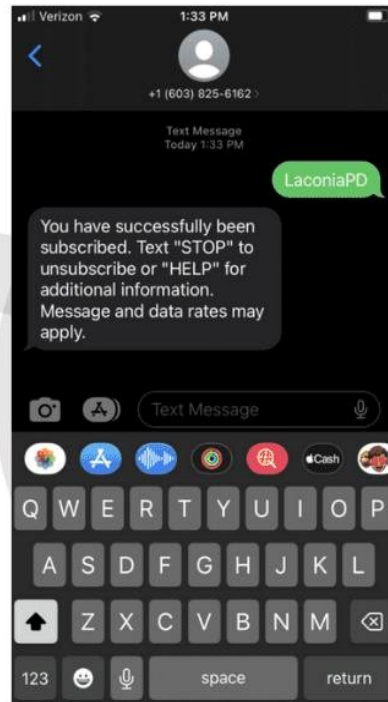 Verizon 1:33 PM
+1 (603) 825-6162 >
Text Message
Today 1:33 PM
LaconiaPD
You have successfully been
subscribed. Text "STOP" to
unsubscribe or "HELP" for
additional information.
Message and data rates may
apply.
Text Message
Cash
Q W E R T Y U I O P
A S D F G H J K L
Z X C V B N M
123 space return